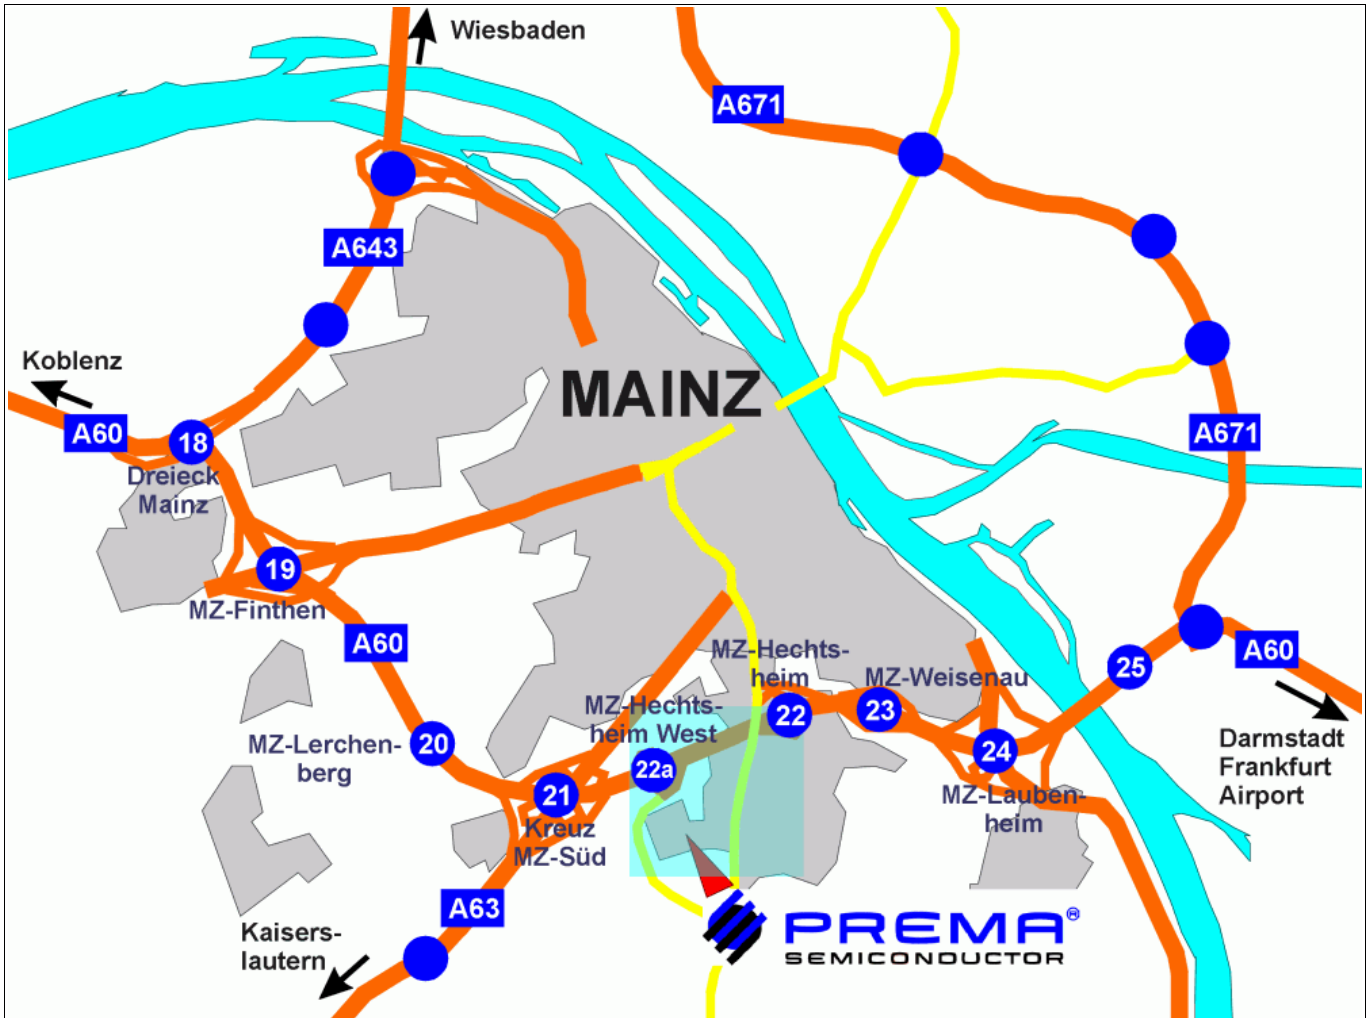 Wiesbaden
A671
A643
Koblenz
MAINZ
A60
18
A671
Dreieck
Mainz
19
MZ-Finthen
A60
MZ-Hechts-
heim
MZ-Weisenau
25
A60
MZ-Hechts-
heim West
22
23
20
MZ-Lerchen-
berg
22a
24
Darmstadt
Frankfurt
Airport
21
Kreuz
MZ-Süd
MZ-Lauben-
heim
A63
Kaisers-
lautern
PREMA®
SEMICONDUCTOR